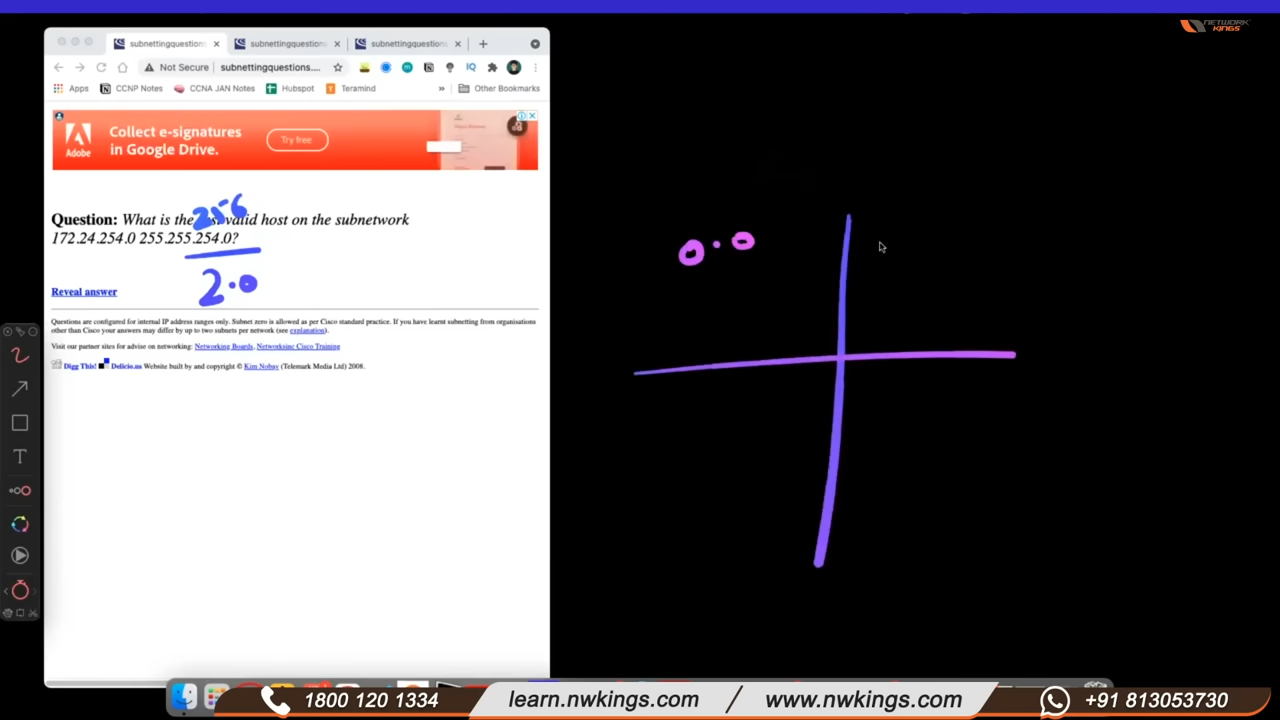 NETWORK
KINGS
subnettingquestions
subnettingquestions
subnettingquestions
Not Secure
subnettingquestions....
Apps
CCNP Notes
CCNA JAN Notes
Hubspot
Teramind
»
Other Bookmarks
Adobe
Collect e-signatures
in Google Drive.
Try free
256
Question: What is the valid host on the subnetwork
172.24.254.0 255.255.254.0?
2.0
0.0
Reveal answer
Questions are configured for internal IP address ranges only. Subnet zero is allowed as per Cisco standard practice. If you have learnt subnetting from organisations
other than Cisco your answers may differ by up to two subnets per network (see explanation).
Visit our partner sites for advise on networking: Networking Boards, Networksinc Cisco Training
Digg This! Delicio.us Website built by and copyright © Kim Nobay (Telemark Media Ltd) 2008.
T
1800 120 1334
learn.nwkings.com / www.nwkings.com
+91 813053730